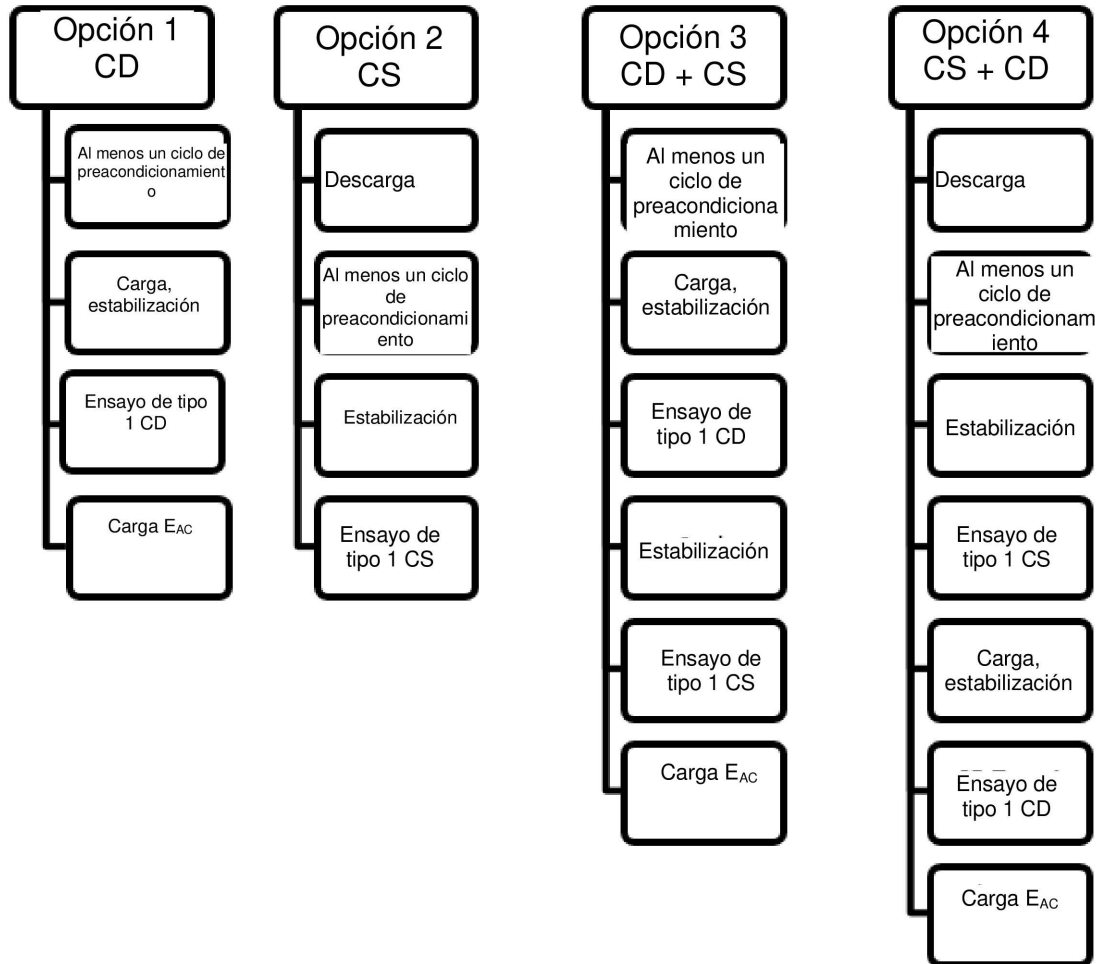 Opción 1
CD
Al menos un ciclo de
preacondicionamient
o
Carga,
estabilización
Ensayo de tipo
1 CD
Carga EAC
Opción 2
CS
Descarga
Al menos un ciclo
de
preacondicionami
ento
Estabilización
Ensayo de
tipo 1 CS
Opción 3
CD + CS
Al menos un
ciclo de
preacondiciona
miento
Carga,
estabilización
Ensayo de
tipo 1 CD
Estabilización
Ensayo de
tipo 1 CS
Carga EAC
Opción 4
CS + CD
Descarga
Al menos un
ciclo de
preacondicionam
iento
Estabilización
Ensayo de
tipo 1 CS
Carga,
estabilización
Ensayo de
tipo 1 CD
Carga EAC